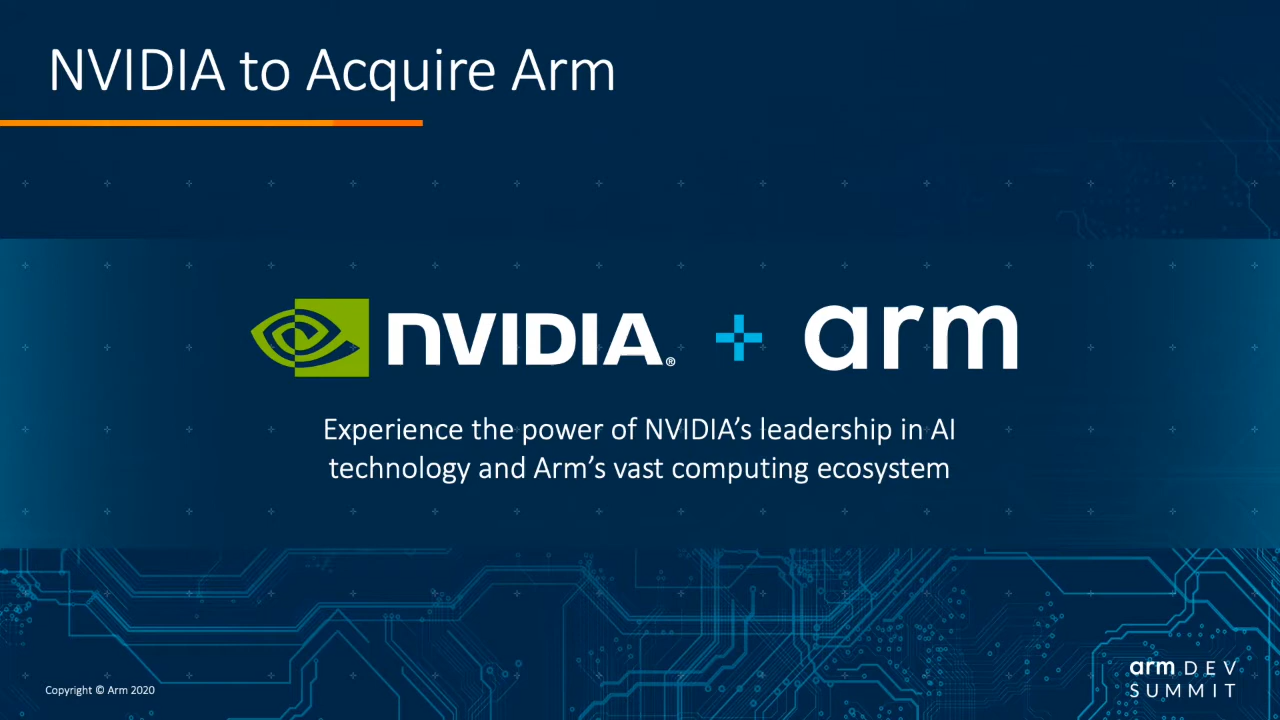 NVIDIA to Acquire Arm
NVIDIA® + arm
Experience the power of NVIDIA’s leadership in AI
technology and Arm’s vast computing ecosystem
Copyright © Arm 2020
arm DEV
SUMMIT